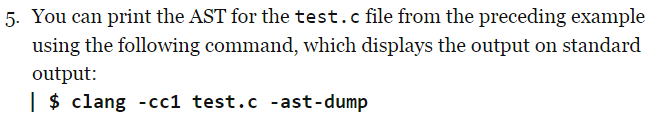 5. You can print the AST for the test.c file from the preceding example
using the following command, which displays the output on standard
output:
| $ clang -cc1 test.c -ast-dump